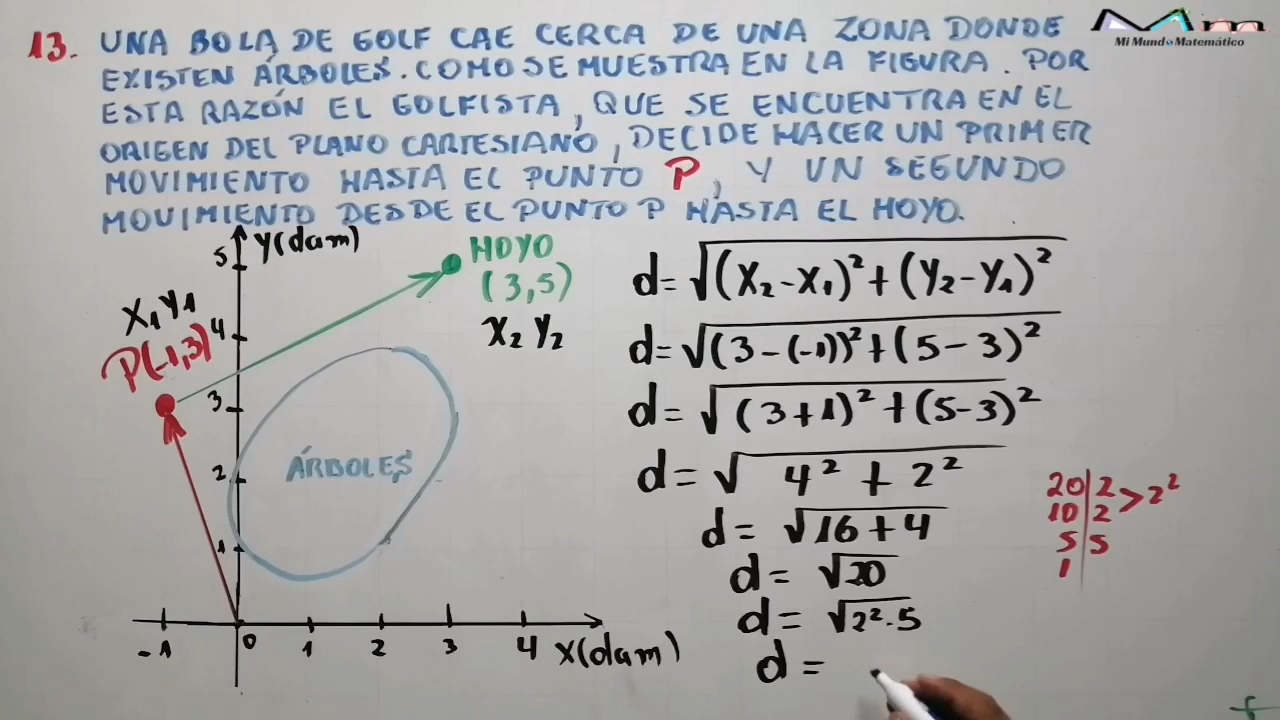 Mm
Mi Mundo Matemático
13. UNA BOLA DE GOLF CAE CERCA DE UNA ZONA DONDE
EXISTEN ÁRBOLES. COMO SE MUESTRA EN LA FIGURA. POR
ESTA RAZÓN EL GOLFISTA, QUE SE ENCUENTRA EN EL
ORIGEN DEL PLANO CARTESIANO, DECIDE HACER UN PRIMER
MOVIMIENTO HASTA EL PUNTO P, Y UN SEGUNDO
MOVIMIENTO DESDE EL PUNTO P HASTA EL HOYO.
Y(dam)
5
HOYO
(3,5)
X₂ Y₂
X₁ Y₁
P(-1,3)
4
3
2
1
ÁRBOLES
-1 0 1 2 3 4 X(dam)
d=√(X₂-X₁)²+(Y₂-Y₁)²
d=√(3-(-1))²+(5-3)²
d=√(3+1)²+(5-3)²
d=√4²+2²
d=√16+4
d=√20
d=√2²·5
d=
20|2 >2²
10|2
5|5
1|